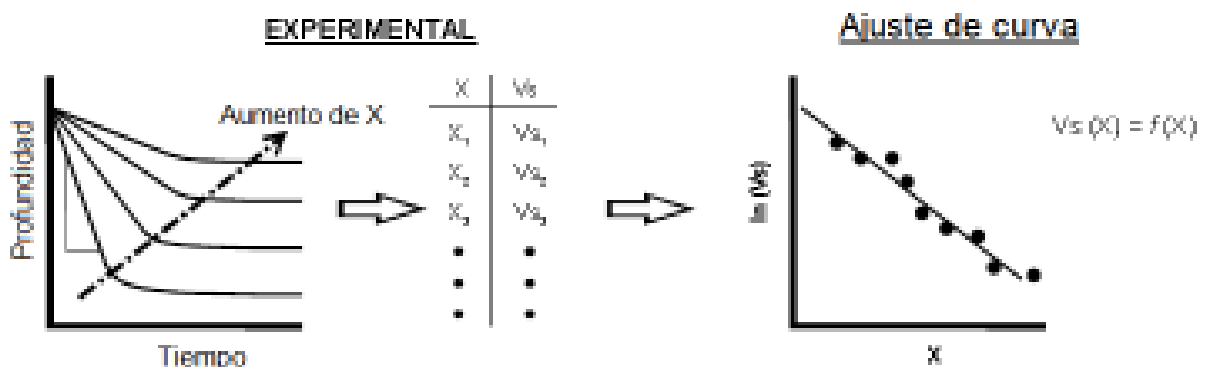 EXPERIMENTAL
Profundidad
Aumento de X
Tiempo
X Vs
X₁ Vs₁
X₂ Vs₂
X₃ Vs₃
Ajuste de curva
ln (Vs)
X
Vs (X) = f(X)